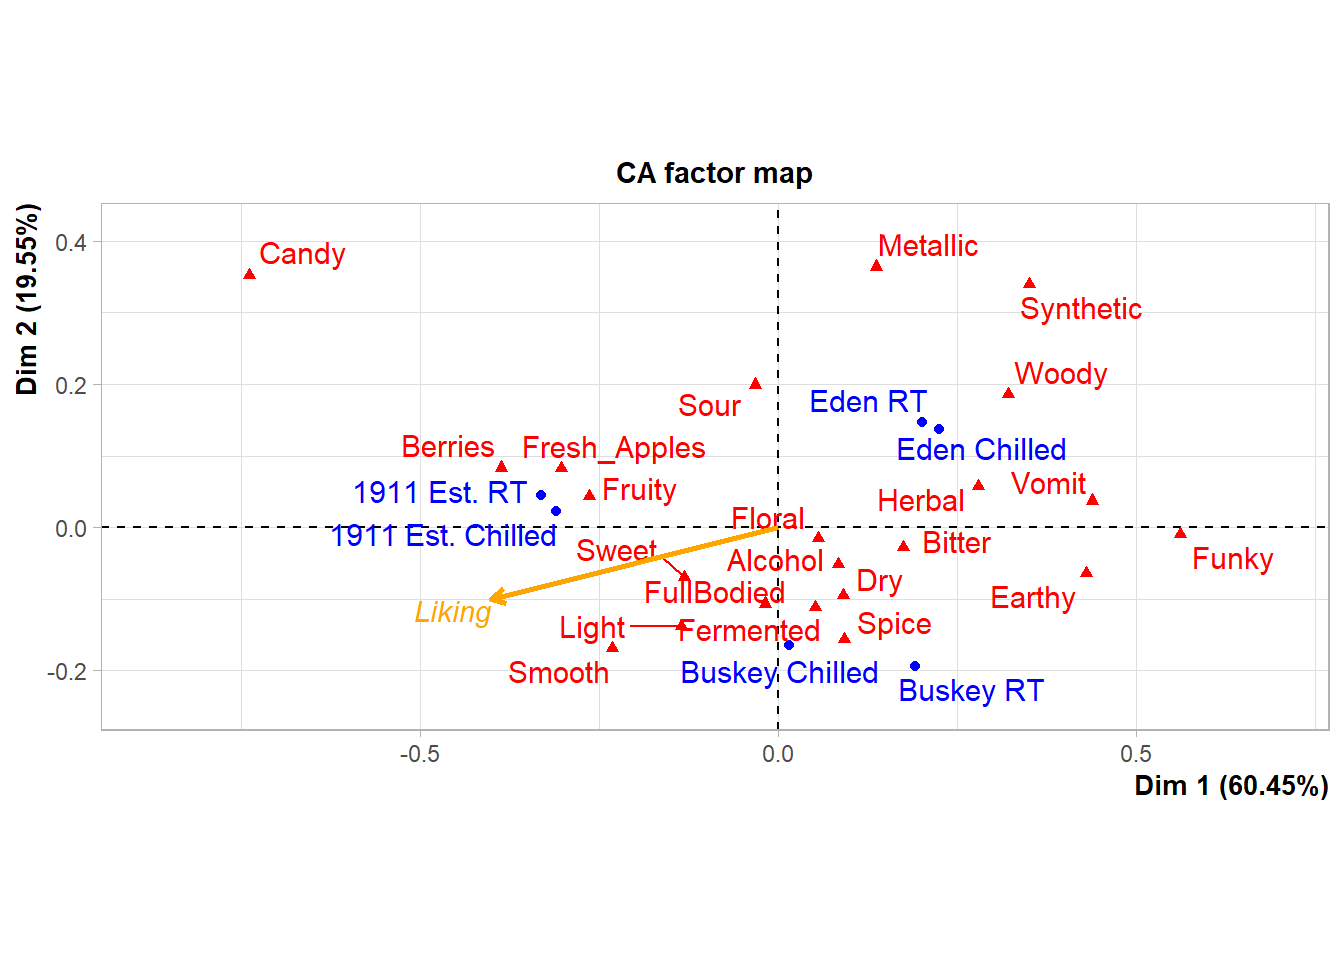 CA factor map
Dim 2 (19.55%)
0.4
0.2
0.0
-0.2
Candy
Metallic
Synthetic
Woody
Sour
Eden RT
Eden Chilled
Berries
Fresh_Apples
1911 Est. RT
Fruity
Herbal
Vomit
Floral
1911 Est. Chilled
Sweet
Alcohol
Bitter
Funky
FullBodied
Dry
Earthy
Liking
Light
Fermented
Spice
Smooth
Buskey Chilled
Buskey RT
-0.5
0.0
0.5
Dim 1 (60.45%)